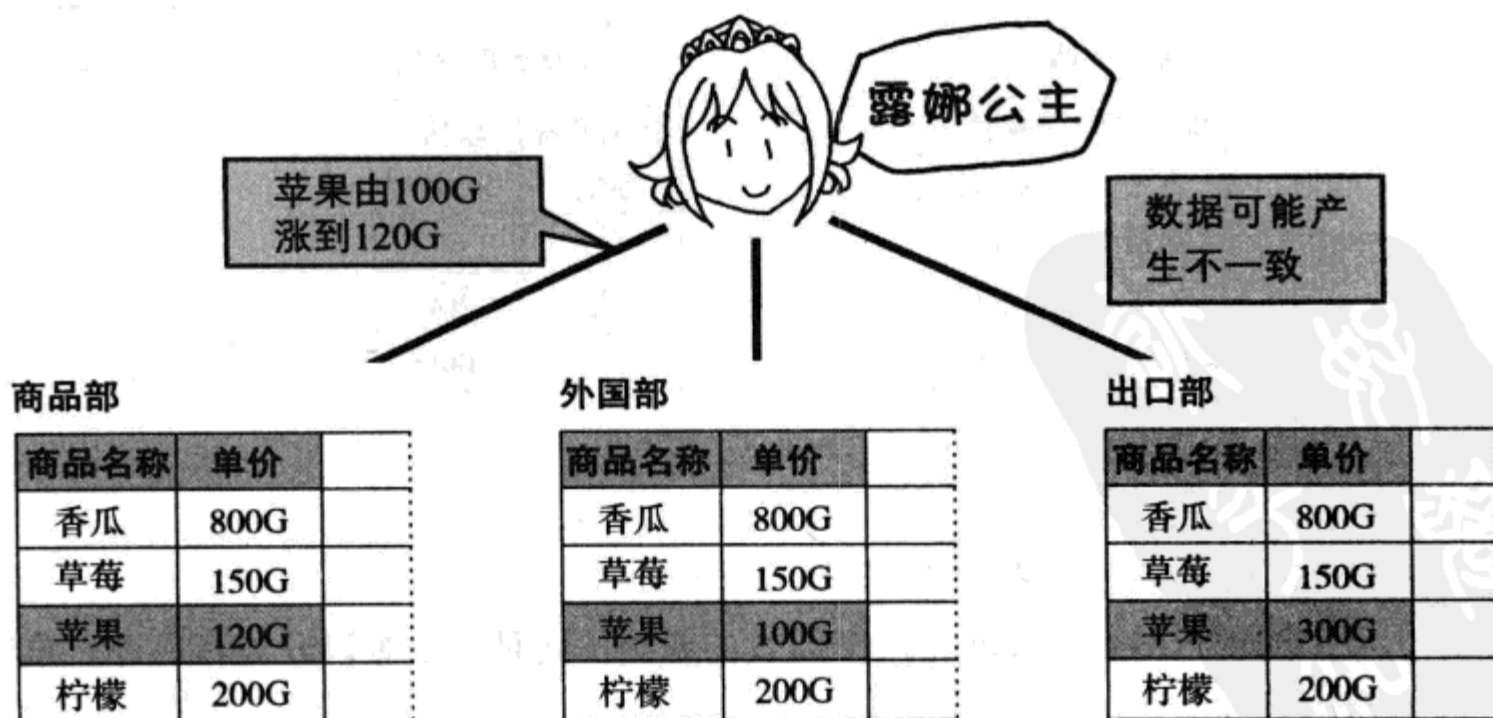 露娜公主
苹果由100G
涨到120G
数据可能产
生不一致
商品部
商品名称 单价
香瓜 800G
草莓 150G
苹果 120G
柠檬 200G
外国部
商品名称 单价
香瓜 800G
草莓 150G
苹果 100G
柠檬 200G
出口部
商品名称 单价
香瓜 800G
草莓 150G
苹果 300G
柠檬 200G